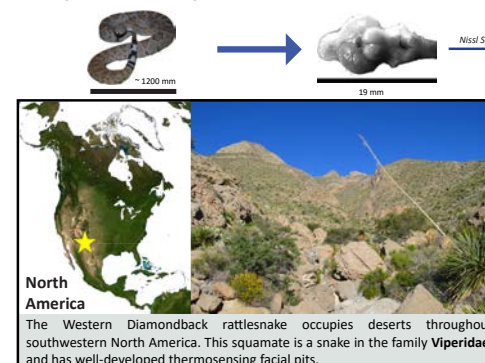 ~ 1200 mm
Nissl S
19 mm
North
America
The Western Diamondback rattlesnake occupies deserts throughou
southwestern North America. This squamate is a snake in the family Viperidae
and has well-developed thermosensing facial pits.